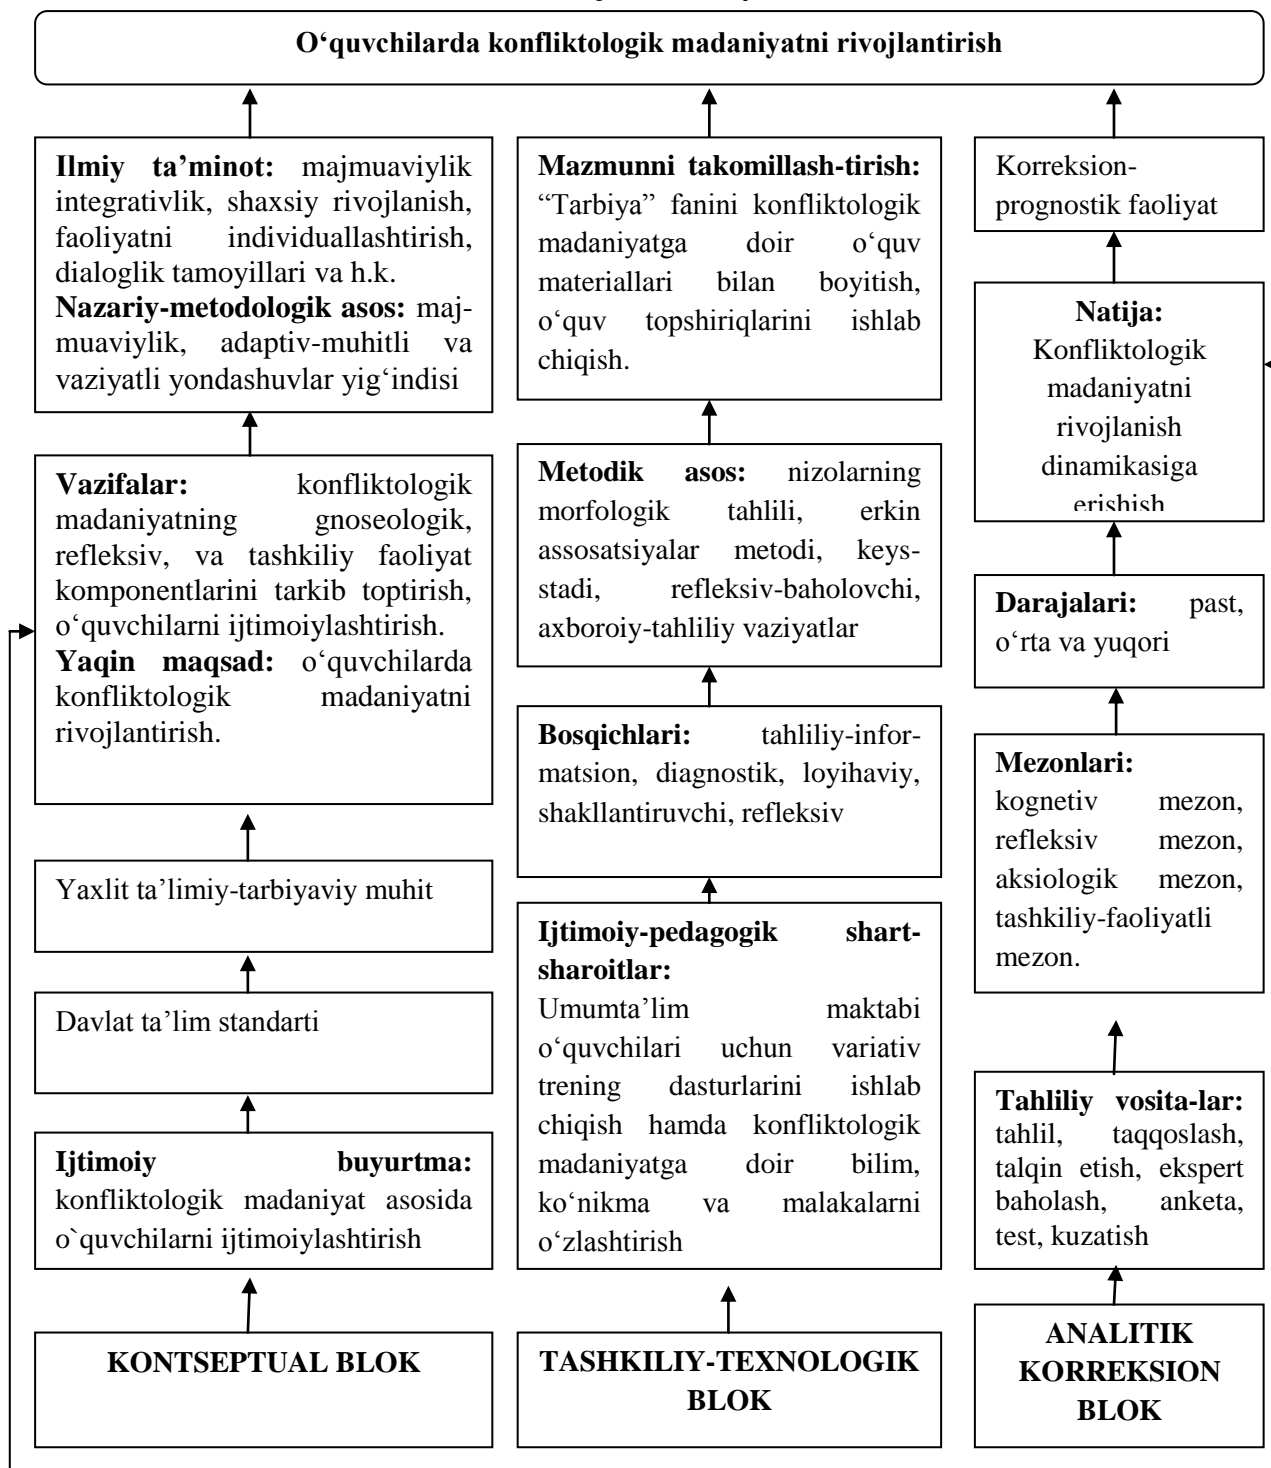 O‘quvchilarda konfliktologik madaniyatni rivojlantirish
Ilmiy ta’minot: majmuaviylik
integrativlik, shaxsiy rivojlanish,
faoliyatni individuallashtirish,
dialoglik tamoyillari va h.k.
Nazariy-metodologik asos: maj-
muaviylik, adaptiv-muhitli va
vaziyatli yondashuvlar yig‘indisi
Vazifalar: konfliktologik
madaniyatning gnoseologik,
refleksiv, va tashkiliy faoliyat
komponentlarini tarkib toptirish,
o‘quvchilarni ijtimoiylashtirish.
Yaqin maqsad: o‘quvchilarda
konfliktologik madaniyatni
rivojlantirish.
Yaxlit ta’limiy-tarbiyaviy muhit
Davlat ta’lim standarti
Ijtimoiy buyurtma:
konfliktologik madaniyat asosida
o`quvchilarni ijtimoiylashtirish
KONTSEPTUAL BLOK
Mazmunni takomillash-tirish:
“Tarbiya” fanini konfliktologik
madaniyatga doir o‘quv
materiallari bilan boyitish,
o‘quv topshiriqlarini ishlab
chiqish.
Metodik asos: nizolarning
morfologik tahlili, erkin
assosatsiyalar metodi, keys-
stadi, refleksiv-baholovchi,
axboroiy-tahliliy vaziyatlar
Bosqichlari: tahliliy-infor-
matsion, diagnostik, loyihaviy,
shakllantiruvchi, refleksiv
Ijtimoiy-pedagogik shart-
sharoitlar:
Umumta’lim maktabi
o‘quvchilari uchun variativ
trening dasturlarini ishlab
chiqish hamda konfliktologik
madaniyatga doir bilim,
ko‘nikma va malakalarni
o‘zlashtirish
TASHKILIY-TEXNOLOGIK
BLOK
Korreksion-
prognostik faoliyat
Natija:
Konfliktologik
madaniyatni
rivojlanish
dinamikasiga
erishish
Darajalari: past,
o‘rta va yuqori
Mezonlari:
kognetiv mezon,
refleksiv mezon,
aksiologik mezon,
tashkiliy-faoliyatli
mezon.
Tahliliy vosita-lar:
tahlil, taqqoslash,
talqin etish, ekspert
baholash, anketa,
test, kuzatish
ANALITIK
KORREKSION
BLOK